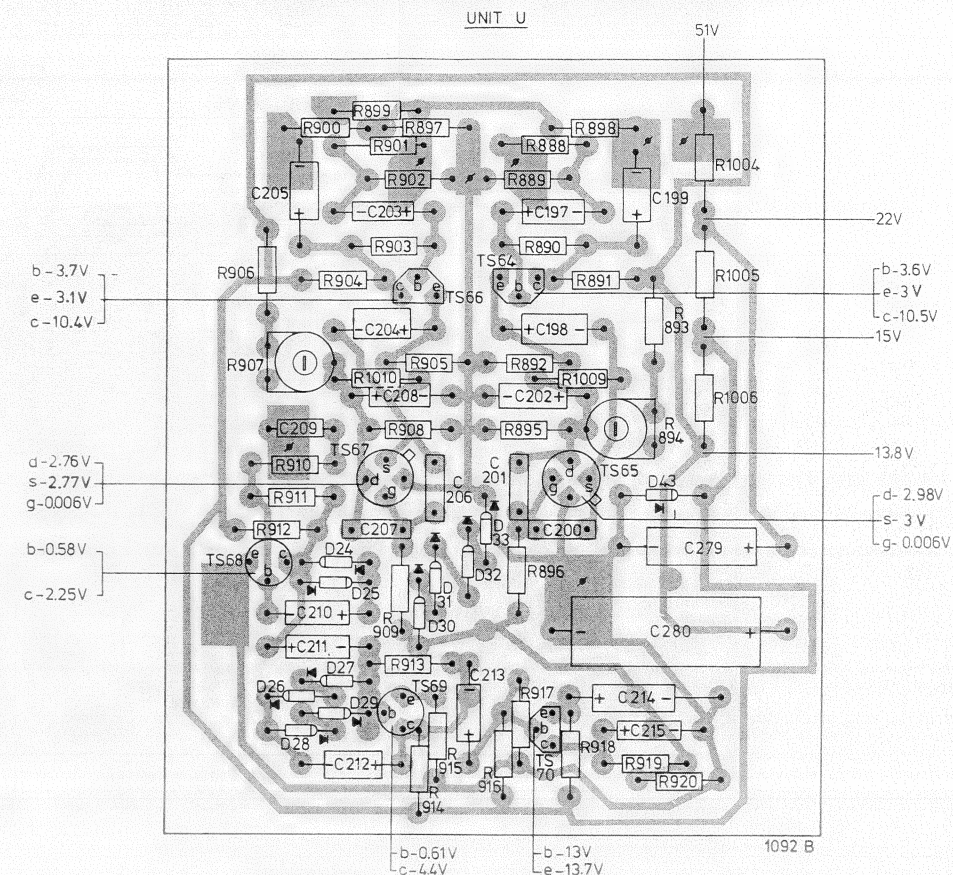 UNIT U
51V
R899
R900
R897
R898
R901
R888
R1004
R902
R889
C205
C199
-C203+
+C197-
22V
R903
R890
TS64
R906
R904
c b e
TS66
e b c
R891
R1005
b-3.7V
e-3.1V
c-10.4V
b-3.6V
e-3V
c-10.5V
R
893
-C204+
+C198-
15V
R907
R905
R892
R1010
R1009
+C208-
-C202+
R1006
C209
R908
R895
R
894
TS67
13.8V
R910
s
d
g
C
206
C
201
d
g
s
TS65
D43
d-2.76V
s-2.77V
g-0.006V
R911
d-2.98V
s-3V
g-0.006V
R912
C207
D
33
C200
- C279 +
TS68
e
c
b
D24
b-0.58V
c-2.25V
D25
D32
R896
D
31
- C210 +
R
909
D30
- C280 +
+C211-
R913
C213
D27
D26
TS69
R917
D29
e
b
c
+ C214 -
D28
e
b
c
R918
+C215-
- C212 +
R
915
R
916
TS
70
R919
R920
R
914
1092 B
b-0.61V
c-4.4V
b-13V
e-13.7V